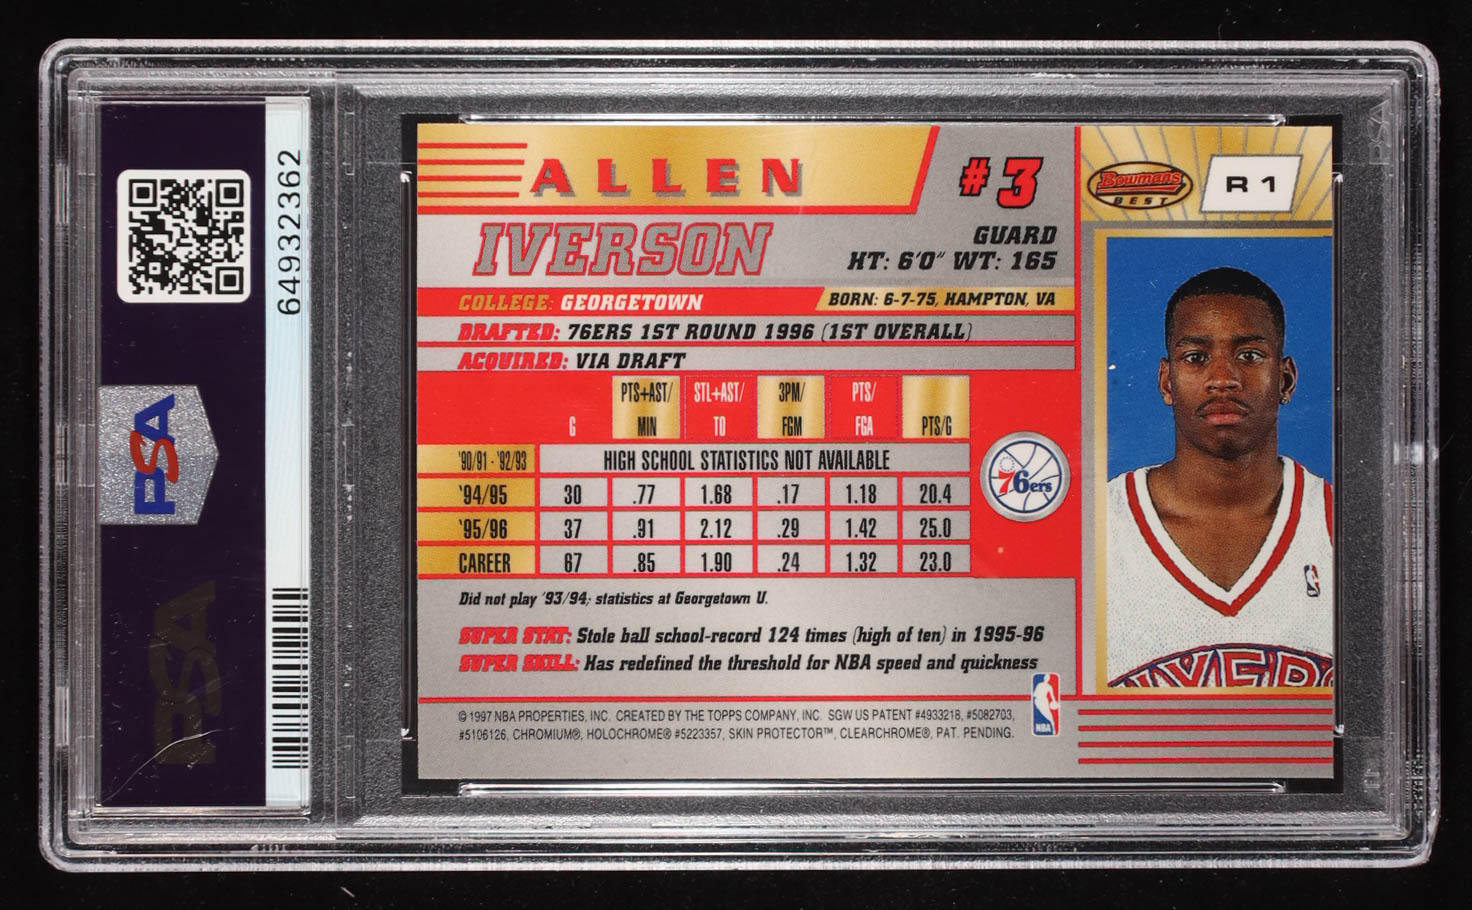 64932362
PSA
PSA
ALLEN
IVERSON
#3
GUARD
HT: 6'0" WT: 165
Bowman's
BEST
R 1
COLLEGE: GEORGETOWN
BORN: 6-7-75, HAMPTON, VA
DRAFTED: 76ERS 1ST ROUND 1996 (1ST OVERALL)
ACQUIRED: VIA DRAFT
G PTS+AST/MIN STL+AST/TO 3PM/FGM PTS/FGA PTS/G
'90/91 - '92/93 HIGH SCHOOL STATISTICS NOT AVAILABLE
'94/95 30 .77 1.68 .17 1.18 20.4
'95/96 37 .91 2.12 .29 1.42 25.0
CAREER 67 .85 1.90 .24 1.32 23.0
76ers
Did not play '93/94; statistics at Georgetown U.
SUPER STAT: Stole ball school-record 124 times (high of ten) in 1995-96
SUPER SKILL: Has redefined the threshold for NBA speed and quickness
© 1997 NBA PROPERTIES, INC. CREATED BY THE TOPPS COMPANY, INC. SGW US PATENT #4933218, #5082703,
#5106126, CHROMIUM®, HOLOCHROME® #5223357, SKIN PROTECTOR™, CLEARCHROME®, PAT. PENDING.
NBA
PSA